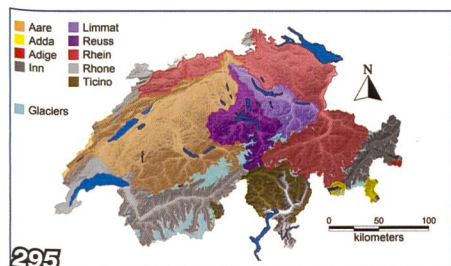 Aare
Adda
Adige
Inn
Limmat
Reuss
Rhein
Rhone
Ticino
Glaciers
N
0 50 100
kilometers
295